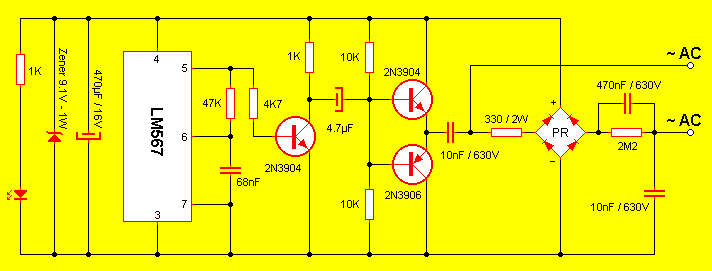 1K
Zener 9.1V - 1W
470µF / 16V
LM567
4
5
6
7
3
47K
4K7
68nF
2N3904
1K
10K
4.7µF
10K
2N3904
2N3906
10nF / 630V
330 / 2W
+
PR
–
470nF / 630V
2M2
10nF / 630V
~ AC
~ AC